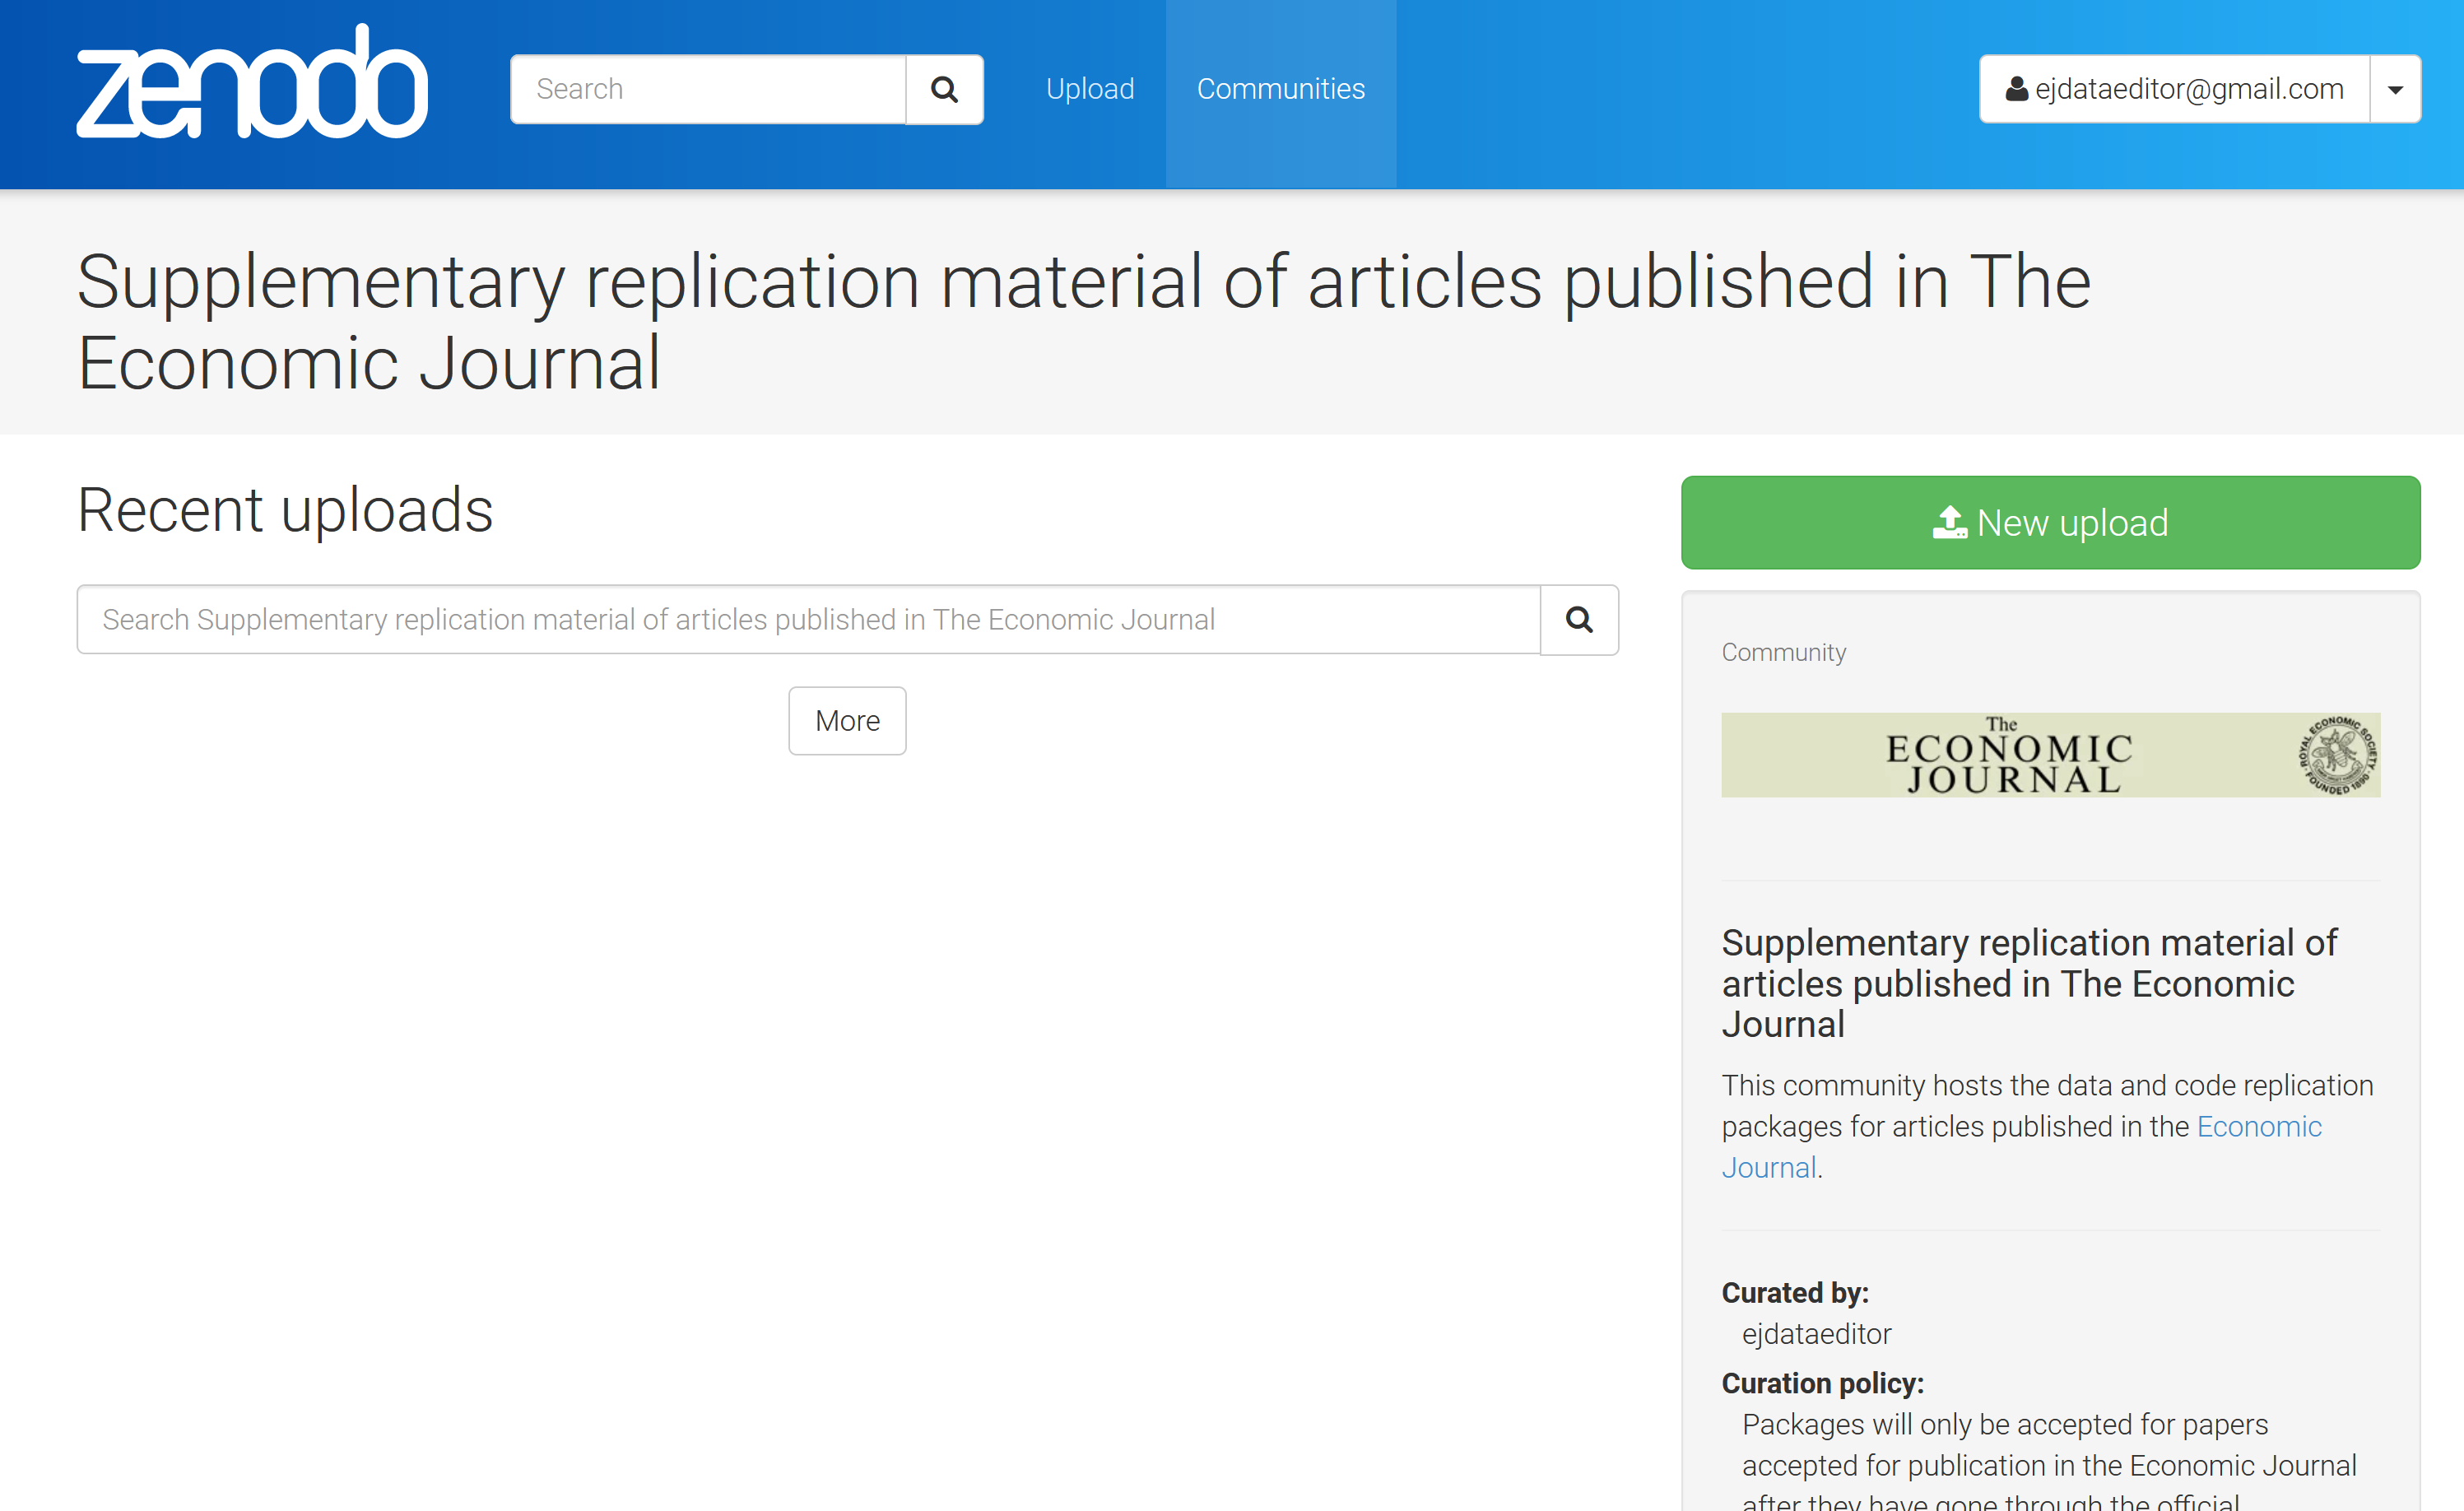 zenodo
Search
Upload
Communities
ejdataeditor@gmail.com
Supplementary replication material of articles published in The
Economic Journal
Recent uploads
Search Supplementary replication material of articles published in The Economic Journal
More
New upload
Community
The
ECONOMIC
JOURNAL
ROYAL ECONOMIC SOCIETY
FOUNDED 1890
Supplementary replication material of
articles published in The Economic
Journal
This community hosts the data and code replication
packages for articles published in the Economic
Journal.
Curated by:
ejdataeditor
Curation policy:
Packages will only be accepted for papers
accepted for publication in the Economic Journal
after they have gone through the official